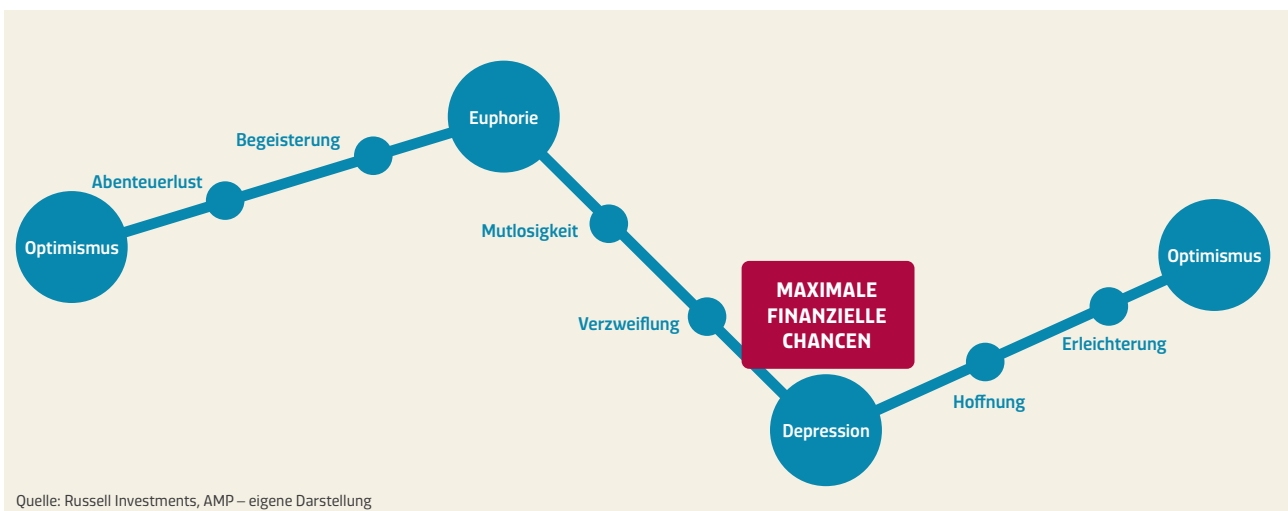 Euphorie
Begeisterung
Abenteuerlust
Optimismus
Mutlosigkeit
Verzweiflung
MAXIMALE
FINANZIELLE
CHANCEN
Depression
Hoffnung
Erleichterung
Optimismus
Quelle: Russell Investments, AMP – eigene Darstellung